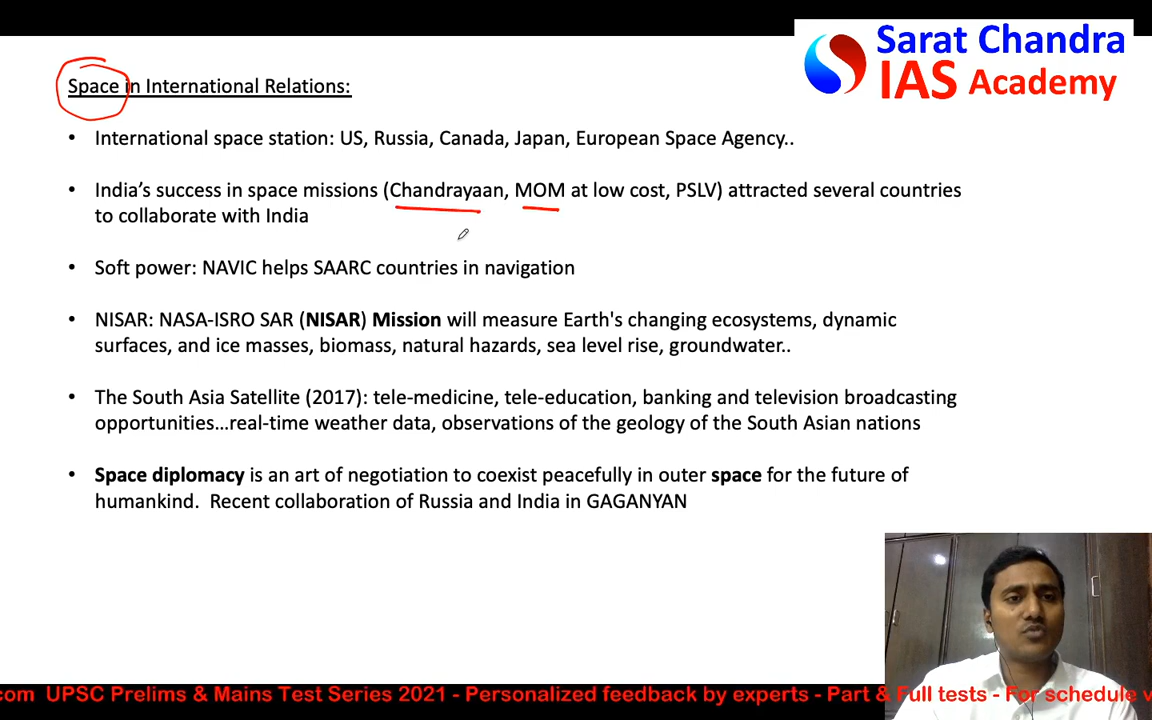 Sarat Chandra
IAS Academy
Space in International Relations:
• International space station: US, Russia, Canada, Japan, European Space Agency..
• India’s success in space missions (Chandrayaan, MOM at low cost, PSLV) attracted several countries
to collaborate with India
• Soft power: NAVIC helps SAARC countries in navigation
• NISAR: NASA-ISRO SAR (NISAR) Mission will measure Earth's changing ecosystems, dynamic
surfaces, and ice masses, biomass, natural hazards, sea level rise, groundwater..
• The South Asia Satellite (2017): tele-medicine, tele-education, banking and television broadcasting
opportunities…real-time weather data, observations of the geology of the South Asian nations
• Space diplomacy is an art of negotiation to coexist peacefully in outer space for the future of
humankind. Recent collaboration of Russia and India in GAGANYAN
com UPSC Prelims & Mains Test Series 2021 - Personalized feedback by experts - Part & Full tests - For schedule v